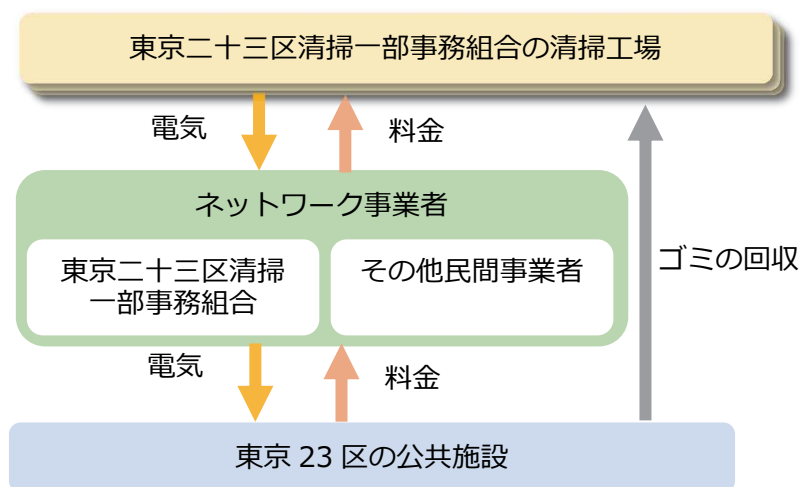 東京二十三区清掃一部事務組合の清掃工場
電気
料金
ネットワーク事業者
東京二十三区清掃
一部事務組合
その他民間事業者
ゴミの回収
電気
料金
東京 23 区の公共施設